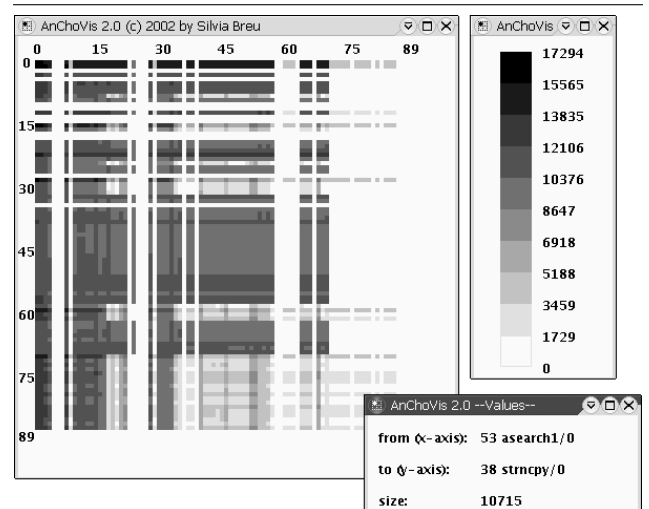 AnChoVis 2.0 (c) 2002 by Silvia Breu
0 15 30 45 60 75 89
0
15
30
45
60
75
89
AnChoVis
17294
15565
13835
12106
10376
8647
6918
5188
3459
1729
0
AnChoVis 2.0 --Values--
from (x-axis): 53 asearch1/0
to (y-axis): 38 strncpy/0
size: 10715